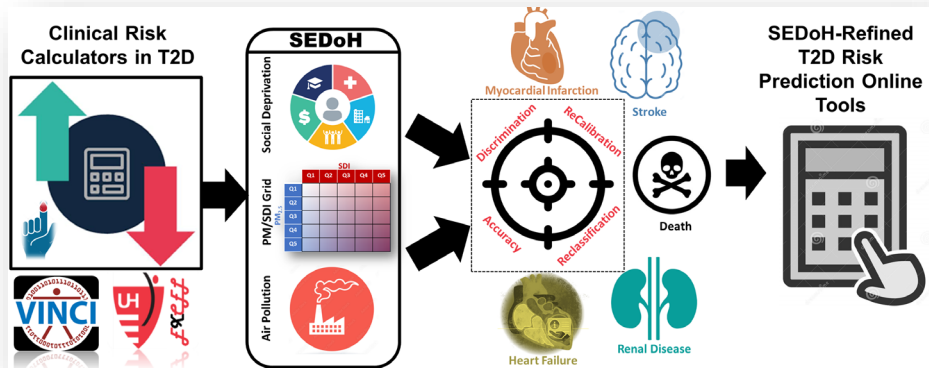 Clinical Risk
Calculators in T2D
VINCI
UH
SEDoH
Social Deprivation
PM/SDI Grid
PM2.5
SDI
Q1 Q2 Q3 Q4 Q5
Q1
Q2
Q3
Q4
Q5
Air Pollution
Myocardial Infarction
Stroke
Discrimination
ReCalibration
Accuracy
Reclassification
Death
Heart Failure
Renal Disease
SEDoH-Refined
T2D Risk
Prediction Online
Tools